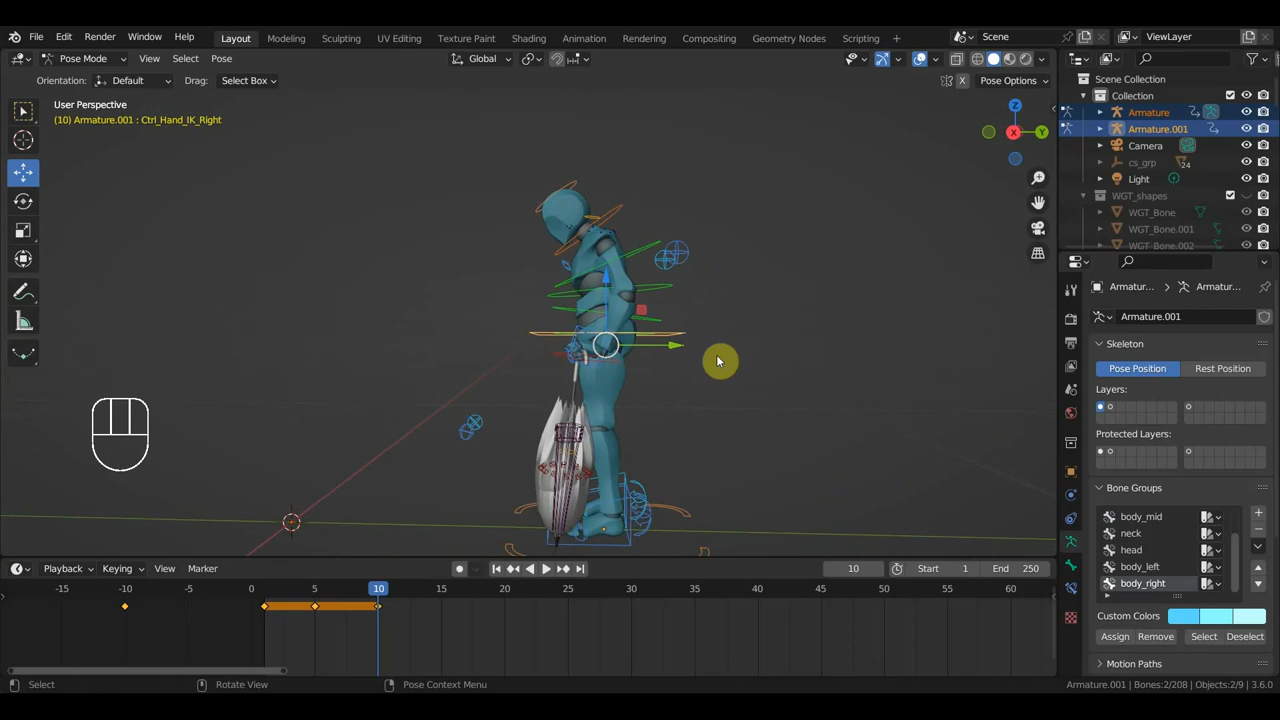 File Edit Render Window Help Layout Modeling Sculpting UV Editing Texture Paint Shading Animation Rendering Compositing Geometry Nodes Scripting + Scene ViewLayer
Pose Mode View Select Pose Global
Orientation: Default Drag: Select Box X Pose Options
User Perspective
(10) Armature.001 : Ctrl_Hand_IK_Right
Z
X
Y
Scene Collection
Collection
Armature
Armature.001
Camera
cs_grp 24
Light
WGT_shapes
WGT_Bone
WGT_Bone.001
WGT_Bone.002
Armatur... > Armatur...
Armature.001
Skeleton
Pose Position Rest Position
Layers:
Protected Layers:
Bone Groups
body_mid
neck
head
body_left
body_right
Custom Colors
Assign Remove Select Deselect
Motion Paths
Playback Keying View Marker 10 Start 1 End 250
-15 -10 -5 0 5 10 15 20 25 30 35 40 45 50 55 60
Select Rotate View Pose Context Menu Armature.001 | Bones:2/208 | Objects:2/9 | 3.6.0